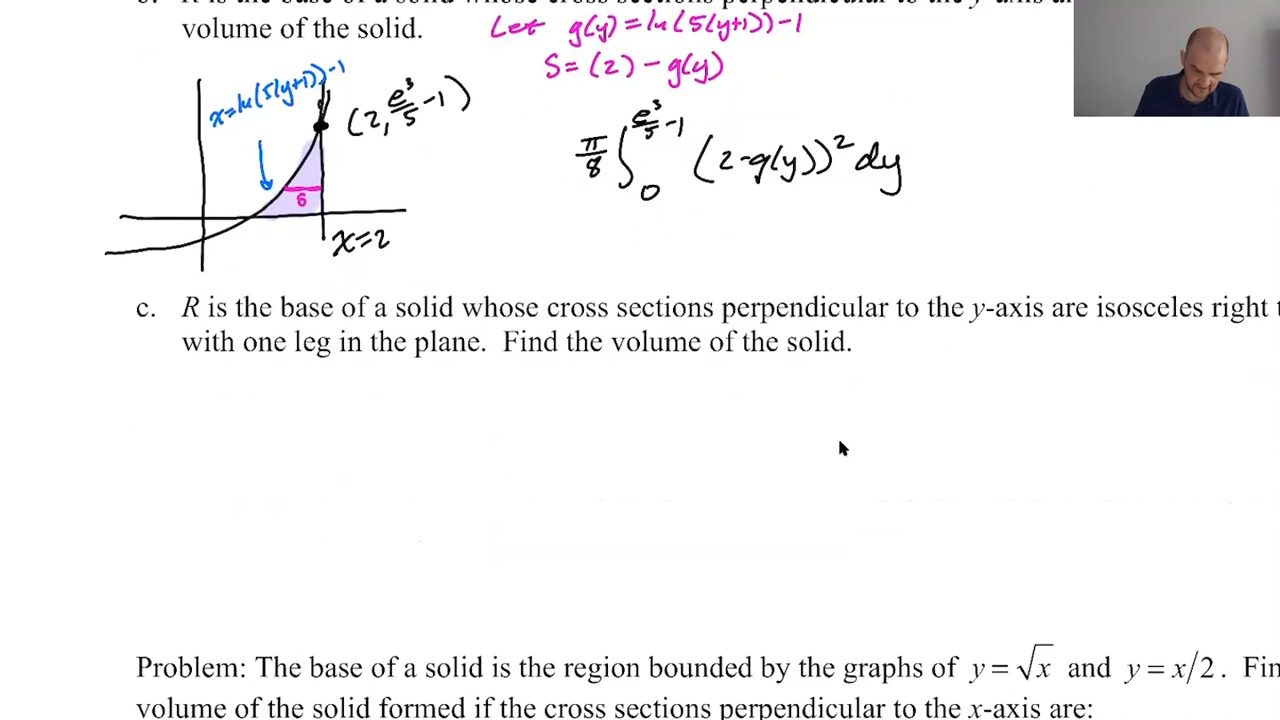 volume of the solid.
Let g(y)=ln(5(y+1))-1
S=(2)-g(y)
x=ln(5(y+1))-1
(2, e³/5 -1)
π/8 ∫₀^(e³/5 -1) (2-g(y))² dy
s
x=2
c. R is the base of a solid whose cross sections perpendicular to the y-axis are isosceles right
with one leg in the plane. Find the volume of the solid.
Problem: The base of a solid is the region bounded by the graphs of y = √x and y = x/2. Fin
volume of the solid formed if the cross sections perpendicular to the x-axis are: